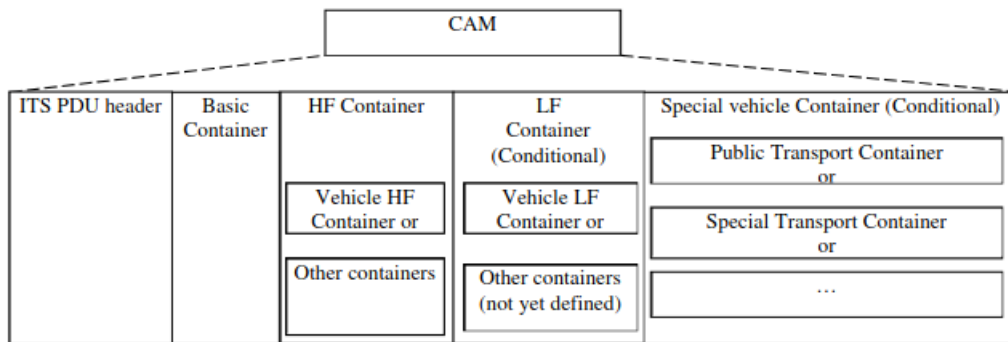 CAM
ITS PDU header
Basic
Container
HF Container
Vehicle HF
Container or
Other containers
LF
Container
(Conditional)
Vehicle LF
Container or
Other containers
(not yet defined)
Special vehicle Container (Conditional)
Public Transport Container
or
Special Transport Container
or
…